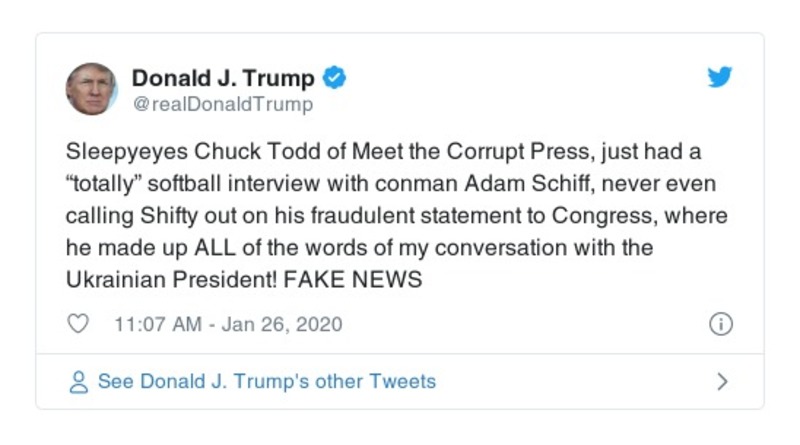 Donald J. Trump
@realDonaldTrump
Sleepyeyes Chuck Todd of Meet the Corrupt Press, just had a
“totally” softball interview with conman Adam Schiff, never even
calling Shifty out on his fraudulent statement to Congress, where
he made up ALL of the words of my conversation with the
Ukrainian President! FAKE NEWS
11:07 AM - Jan 26, 2020
See Donald J. Trump's other Tweets